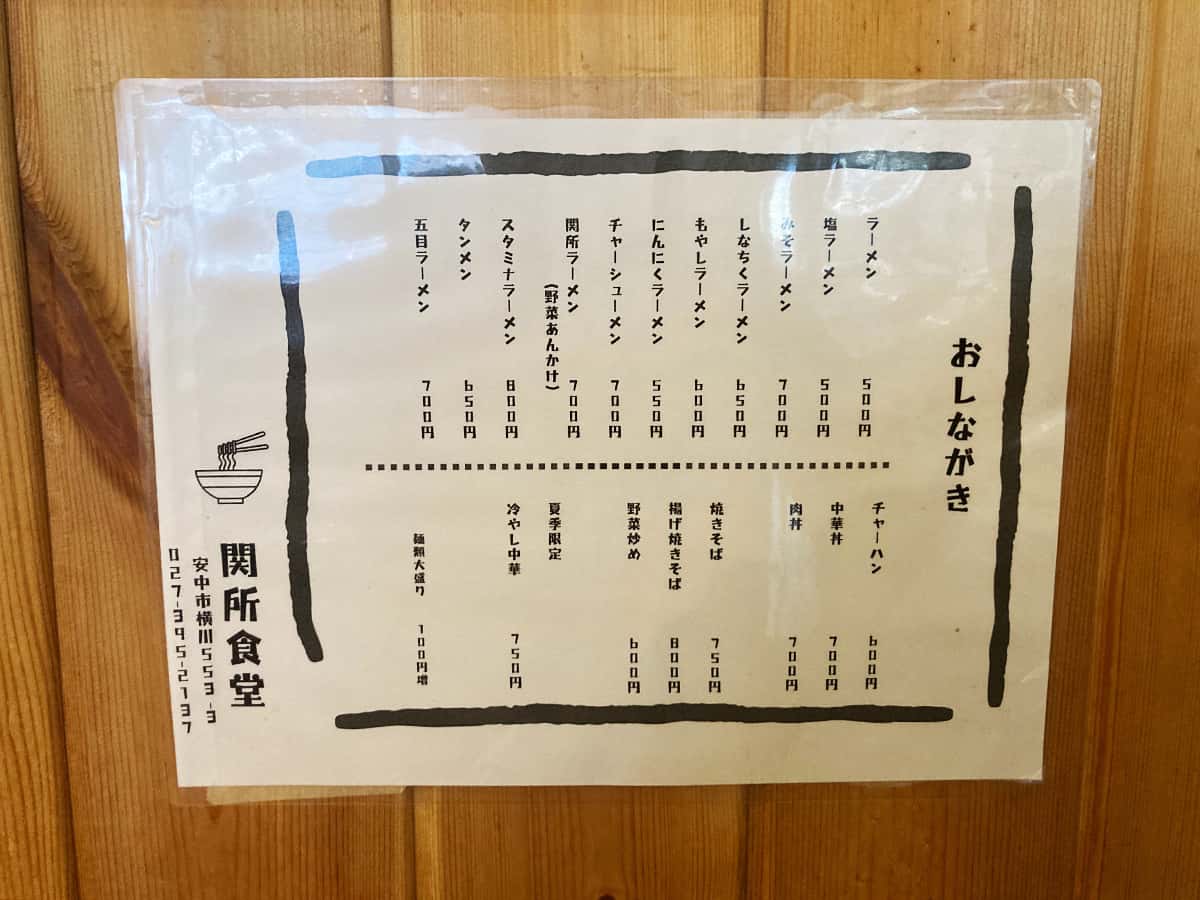 おしながき
ラーメン 500円
塩ラーメン 500円
みそラーメン 700円
しなちくラーメン 650円
もやしラーメン 600円
にんにくラーメン 550円
チャーシューメン 700円
関所ラーメン 700円
(野菜あんかけ)
スタミナラーメン 800円
タンメン 650円
五目ラーメン 700円
チャーハン 600円
中華丼 700円
肉丼 700円
焼きそば 750円
揚げ焼きそば 800円
野菜炒め 600円
夏季限定
冷やし中華 750円
麺類大盛り 100円増
関所食堂
安中市横川553-3
027-395-2137